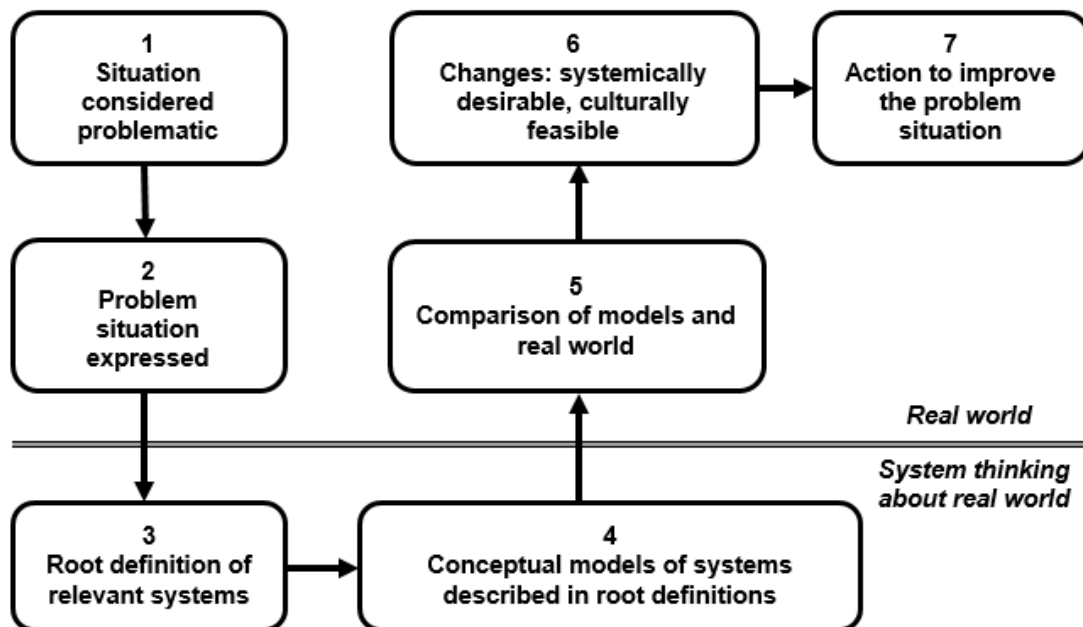 1
Situation
considered
problematic
2
Problem
situation
expressed
3
Root definition of
relevant systems
4
Conceptual models of systems
described in root definitions
5
Comparison of models and
real world
6
Changes: systemically
desirable, culturally
feasible
7
Action to improve
the problem
situation
Real world
System thinking
about real world